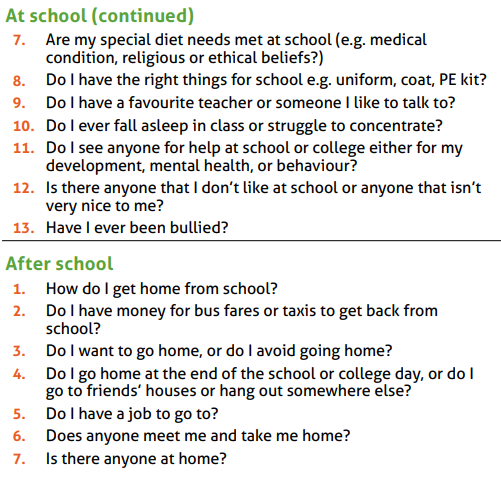 At school (continued)
7. Are my special diet needs met at school (e.g. medical
condition, religious or ethical beliefs?)
8. Do I have the right things for school e.g. uniform, coat, PE kit?
9. Do I have a favourite teacher or someone I like to talk to?
10. Do I ever fall asleep in class or struggle to concentrate?
11. Do I see anyone for help at school or college either for my
development, mental health, or behaviour?
12. Is there anyone that I don't like at school or anyone that isn't
very nice to me?
13. Have I ever been bullied?
After school
1. How do I get home from school?
2. Do I have money for bus fares or taxis to get back from
school?
3. Do I want to go home, or do I avoid going home?
4. Do I go home at the end of the school or college day, or do I
go to friends' houses or hang out somewhere else?
5. Do I have a job to go to?
6. Does anyone meet me and take me home?
7. Is there anyone at home?